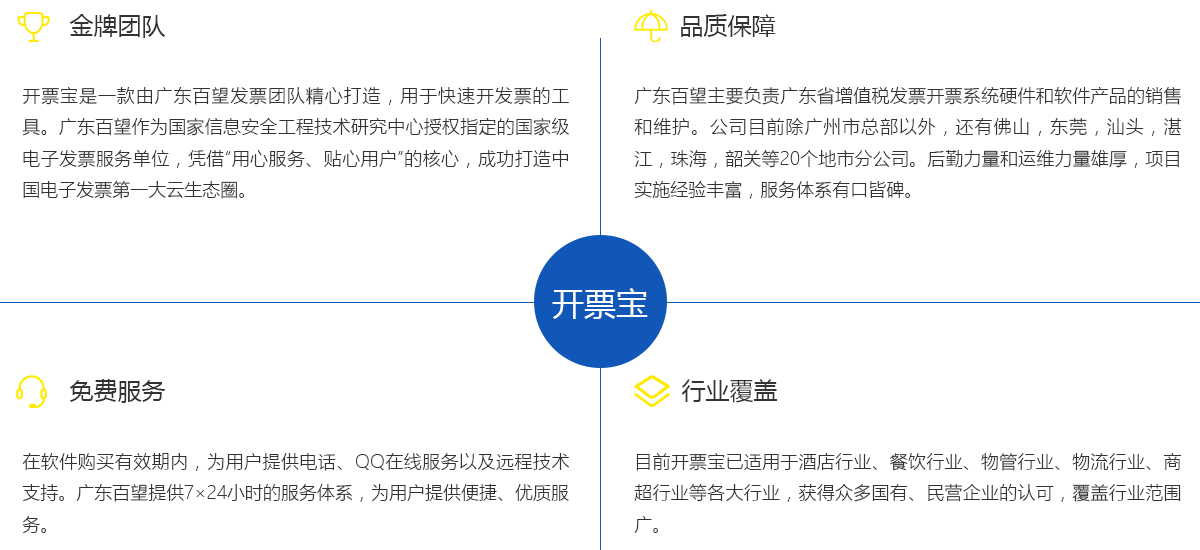 金牌团队
开票宝是一款由广东百望发票团队精心打造，用于快速开发票的工
具。广东百望作为国家信息安全工程技术研究中心授权指定的国家级
电子发票服务单位，凭借“用心服务、贴心用户”的核心，成功打造中
国电子发票第一大云生态圈。
品质保障
广东百望主要负责广东省增值税发票开票系统硬件和软件产品的销售
和维护。公司目前除广州市总部以外，还有佛山，东莞，汕头，湛
江，珠海，韶关等20个地市分公司。后勤力量和运维力量雄厚，项目
实施经验丰富，服务体系有口皆碑。
开票宝
免费服务
在软件购买有效期内，为用户提供电话、QQ在线服务以及远程技术
支持。广东百望提供7×24小时的服务体系，为用户提供便捷、优质服
务。
行业覆盖
目前开票宝已适用于酒店行业、餐饮行业、物管行业、物流行业、商
超行业等各大行业，获得众多国有、民营企业的认可，覆盖行业范围
广。